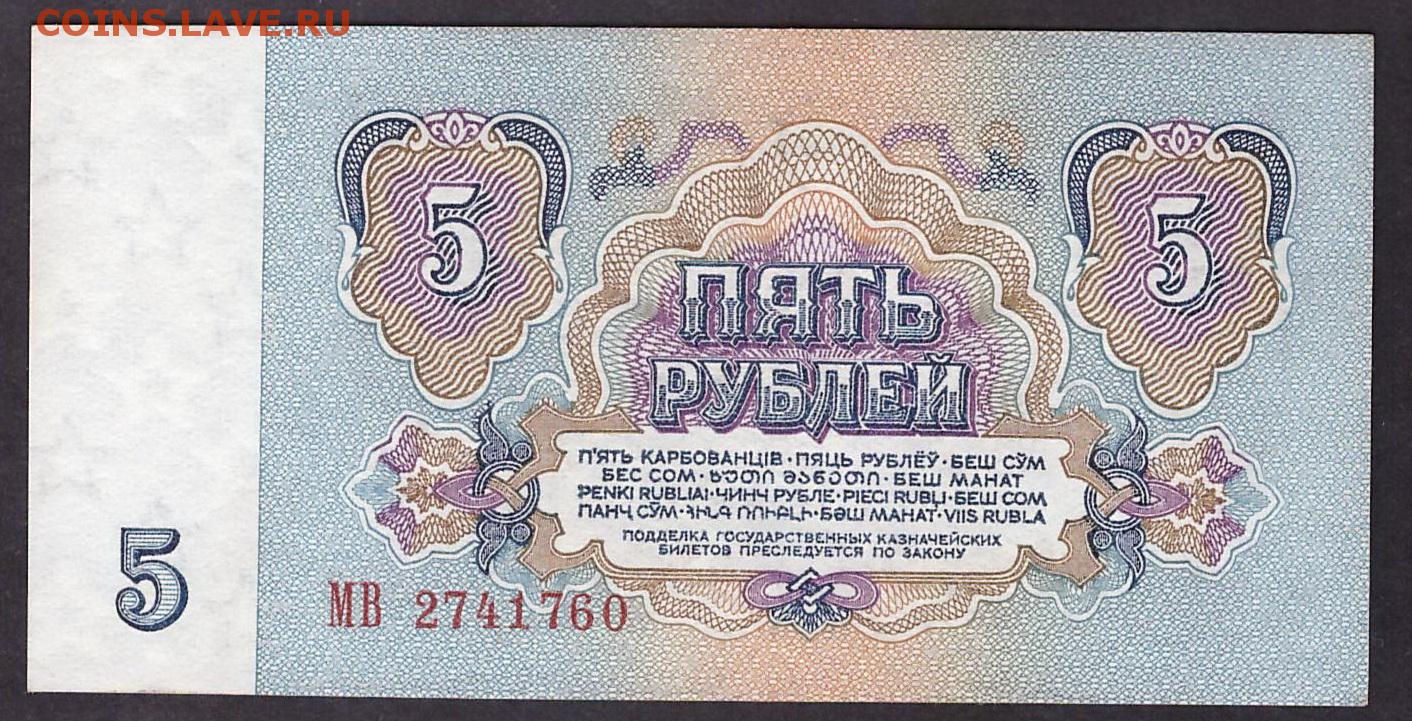 COINS.LAVE.RU
5
5
ПЯТЬ
РУБЛЕЙ
П'ЯТЬ КАРБОВАНЦІВ · ПЯЦЬ РУБЛЁЎ · БЕШ СЎМ
БЕС СОМ · ხუთი მანეთი · БЕШ МАНАТ
PENKI RUBLIAI · ЧИНЧ РУБЛЕ · PIECI RUBĻI · БЕШ СОМ
ПАНҶ СӮМ · ՀԻՆԳ ՌՈՒԲԼԻ · БӘШ МАНАТ · VIIS RUBLA
ПОДДЕЛКА ГОСУДАРСТВЕННЫХ КАЗНАЧЕЙСКИХ
БИЛЕТОВ ПРЕСЛЕДУЕТСЯ ПО ЗАКОНУ
5
МВ 2741760